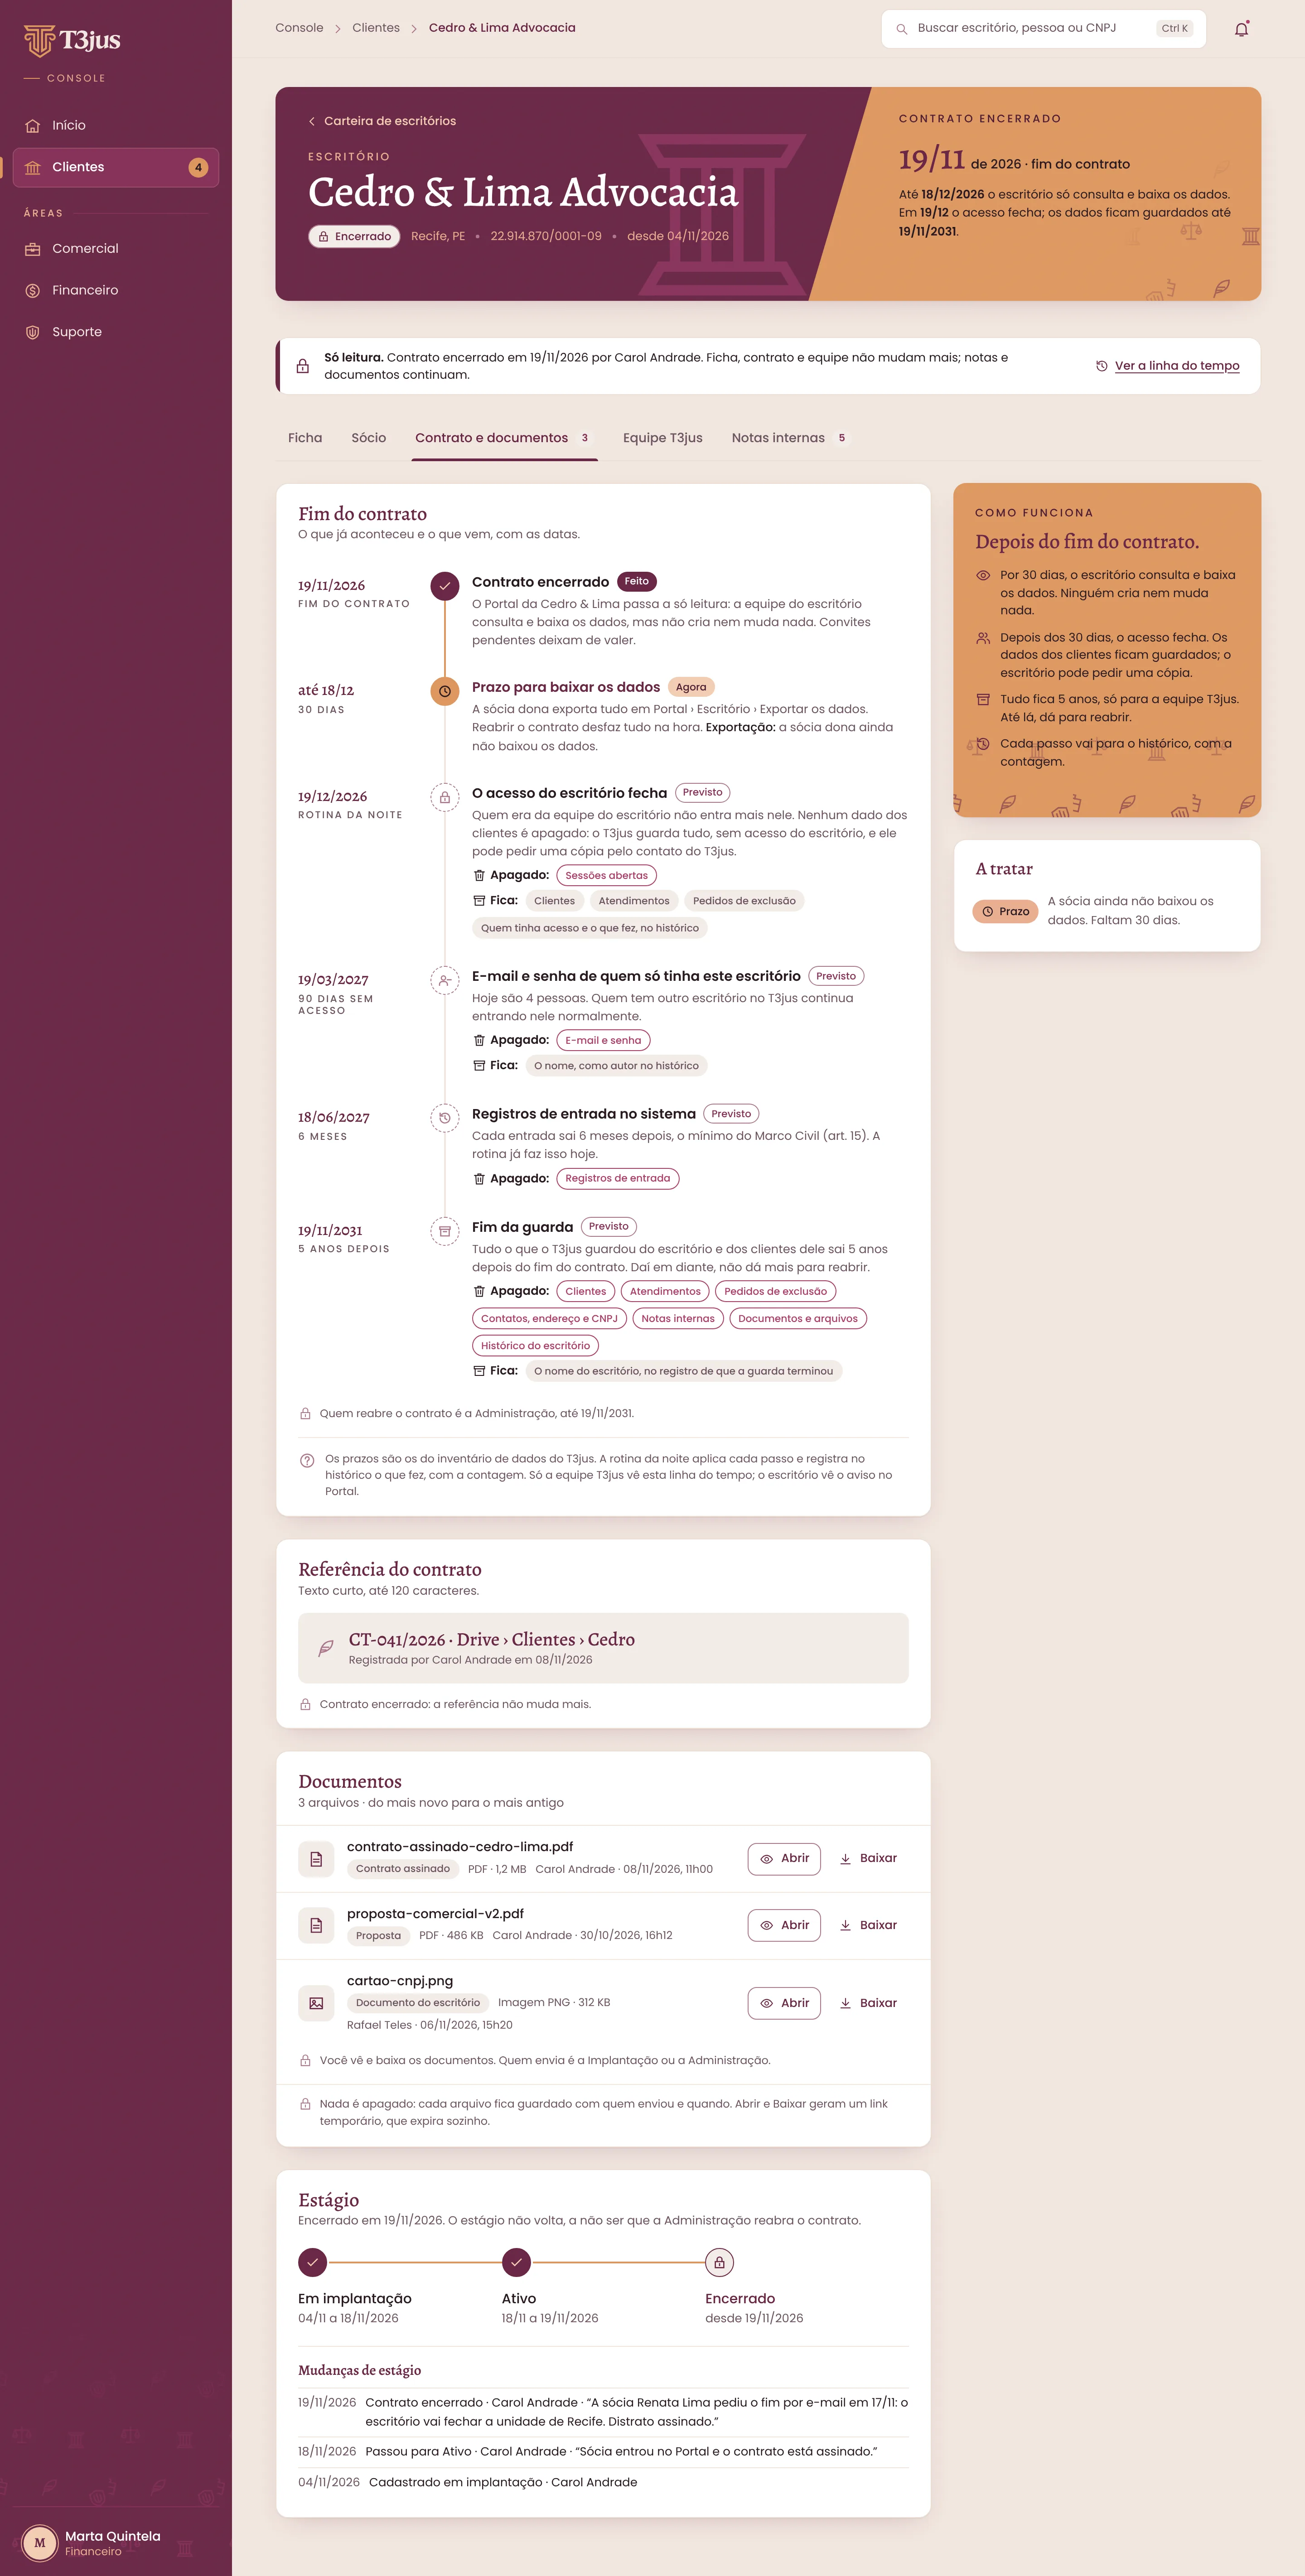 T3jus
CONSOLE
Início
Clientes
4
ÁREAS
Comercial
Financeiro
Suporte
M
Marta Quintela
Financeiro
Console
Clientes
Cedro & Lima Advocacia
Buscar escritório, pessoa ou CNPJ
Ctrl K
Carteira de escritórios
ESCRITÓRIO
Cedro & Lima Advocacia
Encerrado
Recife, PE • 22.914.870/0001-09 • desde 04/11/2026
CONTRATO ENCERRADO
19/11 de 2026 · fim do contrato
Até 18/12/2026 o escritório só consulta e baixa os dados.
Em 19/12 o acesso fecha; os dados ficam guardados até
19/11/2031.
Só leitura. Contrato encerrado em 19/11/2026 por Carol Andrade. Ficha, contrato e equipe não mudam mais; notas e
documentos continuam.
Ver a linha do tempo
Ficha
Sócio
Contrato e documentos 3
Equipe T3jus
Notas internas 5
Fim do contrato
O que já aconteceu e o que vem, com as datas.
19/11/2026
FIM DO CONTRATO
Contrato encerrado Feito
O Portal da Cedro & Lima passa a só leitura: a equipe do escritório
consulta e baixa os dados, mas não cria nem muda nada. Convites
pendentes deixam de valer.
até 18/12
30 DIAS
Prazo para baixar os dados Agora
A sócia dona exporta tudo em Portal › Escritório › Exportar os dados.
Reabrir o contrato desfaz tudo na hora. Exportação: a sócia dona ainda
não baixou os dados.
19/12/2026
ROTINA DA NOITE
O acesso do escritório fecha Previsto
Quem era da equipe do escritório não entra mais nele. Nenhum dado dos
clientes é apagado: o T3jus guarda tudo, sem acesso do escritório, e ele
pode pedir uma cópia pelo contato do T3jus.
Apagado: Sessões abertas
Fica: Clientes Atendimentos Pedidos de exclusão
Quem tinha acesso e o que fez, no histórico
19/03/2027
90 DIAS SEM
ACESSO
E-mail e senha de quem só tinha este escritório Previsto
Hoje são 4 pessoas. Quem tem outro escritório no T3jus continua
entrando nele normalmente.
Apagado: E-mail e senha
Fica: O nome, como autor no histórico
18/06/2027
6 MESES
Registros de entrada no sistema Previsto
Cada entrada sai 6 meses depois, o mínimo do Marco Civil (art. 15). A
rotina já faz isso hoje.
Apagado: Registros de entrada
19/11/2031
5 ANOS DEPOIS
Fim da guarda Previsto
Tudo o que o T3jus guardou do escritório e dos clientes dele sai 5 anos
depois do fim do contrato. Daí em diante, não dá mais para reabrir.
Apagado: Clientes Atendimentos Pedidos de exclusão
Contatos, endereço e CNPJ Notas internas Documentos e arquivos
Histórico do escritório
Fica: O nome do escritório, no registro de que a guarda terminou
Quem reabre o contrato é a Administração, até 19/11/2031.
Os prazos são os do inventário de dados do T3jus. A rotina da noite aplica cada passo e registra no
histórico o que fez, com a contagem. Só a equipe T3jus vê esta linha do tempo; o escritório vê o aviso no
Portal.
COMO FUNCIONA
Depois do fim do contrato.
Por 30 dias, o escritório consulta e baixa
os dados. Ninguém cria nem muda
nada.
Depois dos 30 dias, o acesso fecha. Os
dados dos clientes ficam guardados; o
escritório pode pedir uma cópia.
Tudo fica 5 anos, só para a equipe T3jus.
Até lá, dá para reabrir.
Cada passo vai para o histórico, com a
contagem.
A tratar
Prazo
A sócia ainda não baixou os
dados. Faltam 30 dias.
Referência do contrato
Texto curto, até 120 caracteres.
CT-041/2026 · Drive › Clientes › Cedro
Registrada por Carol Andrade em 08/11/2026
Contrato encerrado: a referência não muda mais.
Documentos
3 arquivos · do mais novo para o mais antigo
contrato-assinado-cedro-lima.pdf
Contrato assinado PDF · 1,2 MB Carol Andrade · 08/11/2026, 11h00
Abrir
Baixar
proposta-comercial-v2.pdf
Proposta PDF · 486 KB Carol Andrade · 30/10/2026, 16h12
Abrir
Baixar
cartao-cnpj.png
Documento do escritório Imagem PNG · 312 KB
Rafael Teles · 06/11/2026, 15h20
Abrir
Baixar
Você vê e baixa os documentos. Quem envia é a Implantação ou a Administração.
Nada é apagado: cada arquivo fica guardado com quem enviou e quando. Abrir e Baixar geram um link
temporário, que expira sozinho.
Estágio
Encerrado em 19/11/2026. O estágio não volta, a não ser que a Administração reabra o contrato.
Em implantação
04/11 a 18/11/2026
Ativo
18/11 a 19/11/2026
Encerrado
desde 19/11/2026
Mudanças de estágio
19/11/2026 Contrato encerrado · Carol Andrade · “A sócia Renata Lima pediu o fim por e-mail em 17/11: o
escritório vai fechar a unidade de Recife. Distrato assinado.”
18/11/2026 Passou para Ativo · Carol Andrade · “Sócia entrou no Portal e o contrato está assinado.”
04/11/2026 Cadastrado em implantação · Carol Andrade